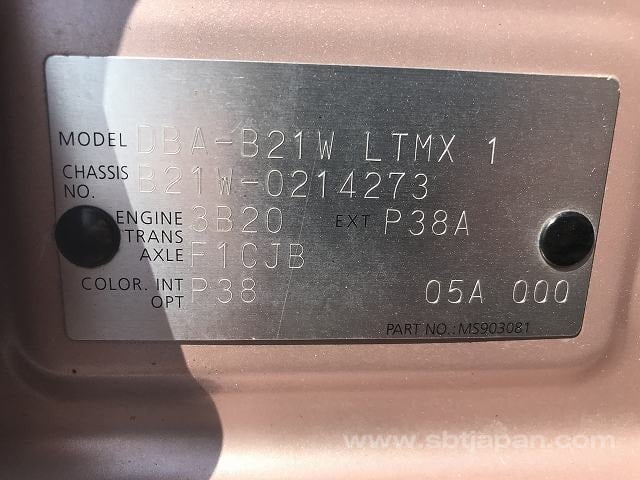 MODEL DBA-B21W LTMX 1
CHASSIS NO. B21W-0214273
ENGINE 3B20 EXT P38A
TRANS AXLE F1CJB
COLOR. INT OPT P38 05A 000
PART NO.: MS903081
www.sbtjapan.com